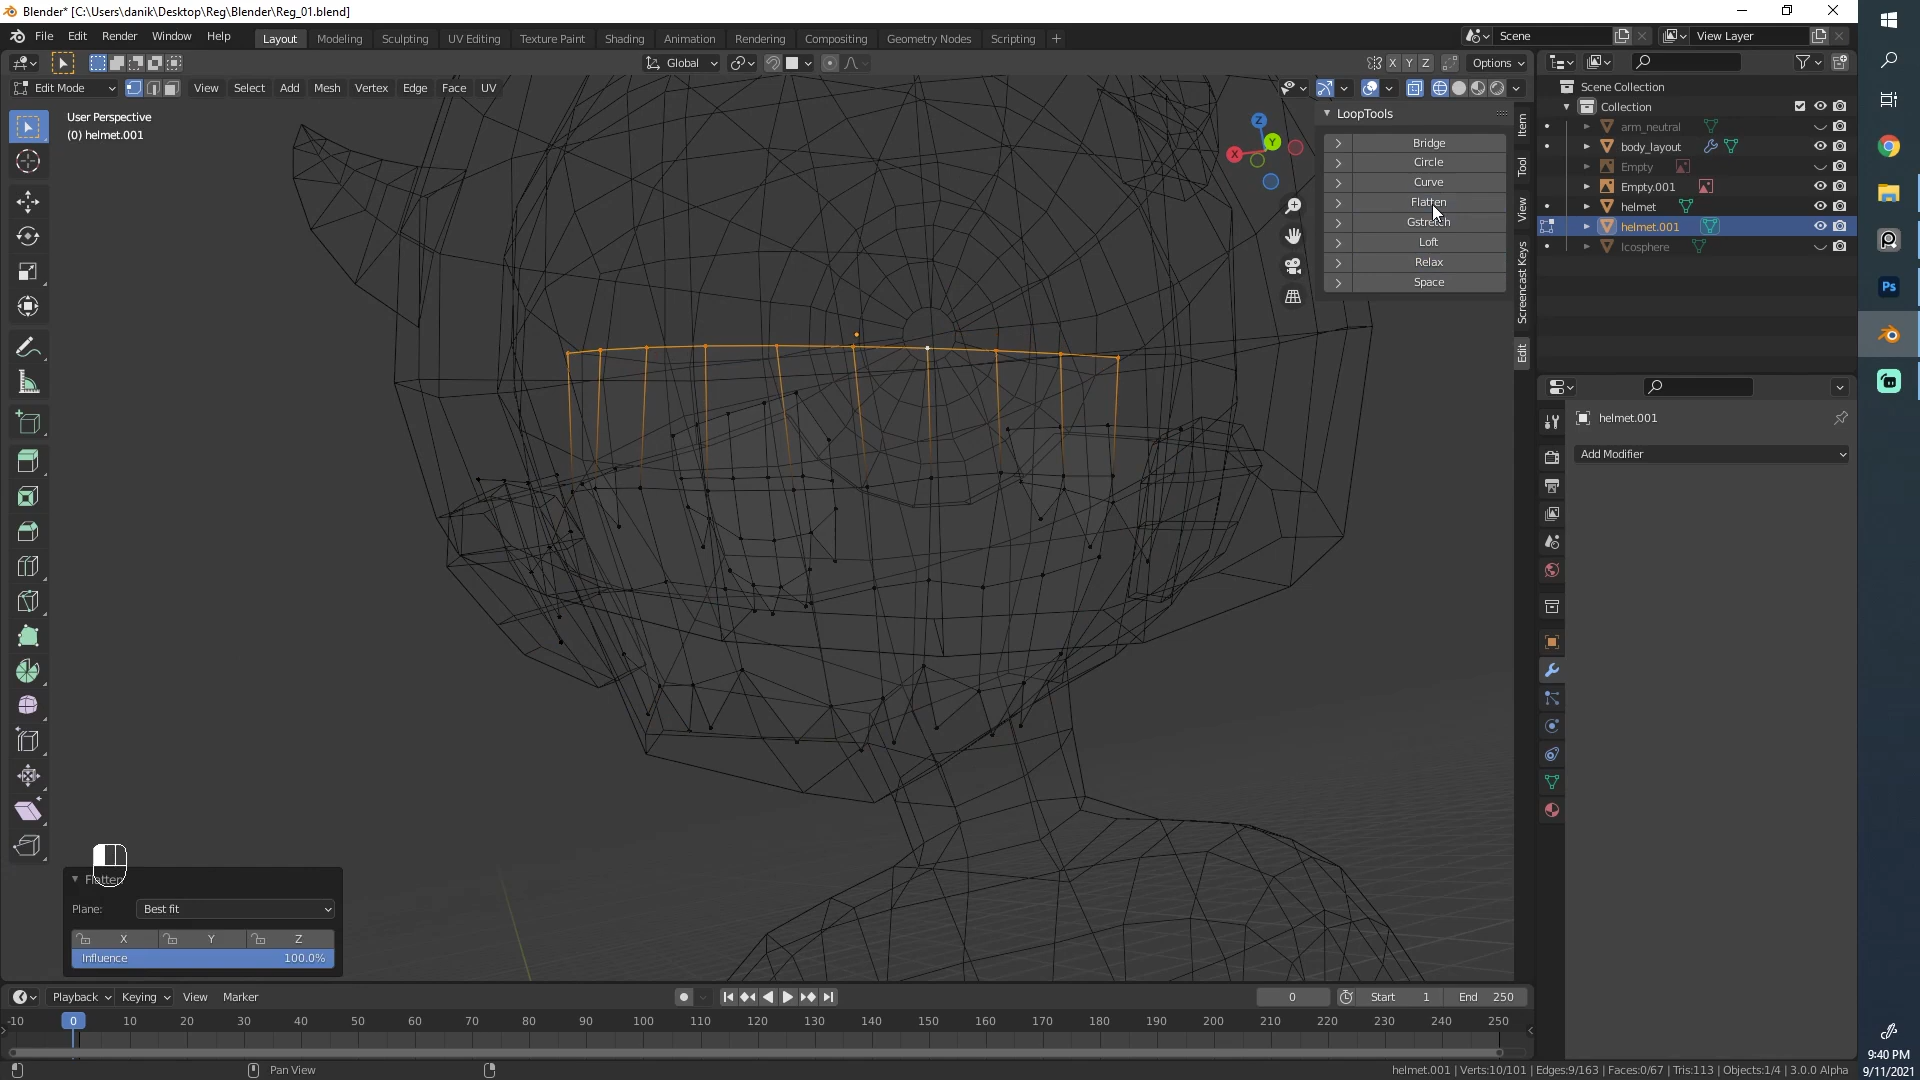 Blender* [C:\Users\danik\Desktop\Reg\Blender\Reg_01.blend]
File Edit Render Window Help
Layout Modeling Sculpting UV Editing Texture Paint Shading Animation Rendering Compositing Geometry Nodes Scripting +
Scene
View Layer
Global
X Y Z
Options
Edit Mode
View Select Add Mesh Vertex Edge Face UV
User Perspective
(0) helmet.001
Z
Y
X
LoopTools
Bridge
Circle
Curve
Flatten
Gstretch
Loft
Relax
Space
Item
Tool
View
Screencast Keys
Edit
Scene Collection
Collection
arm_neutral
body_layout
Empty
Empty.001
helmet
helmet.001
Icosphere
helmet.001
Add Modifier
Ps
Flatten
Plane: Best fit
X Y Z
Influence 100.0%
Playback Keying View Marker
0 Start 1 End 250
-10 0 10 20 30 40 50 60 70 80 90 100 110 120 130 140 150 160 170 180 190 200 210 220 230 240 250
Pan View
helmet.001 | Verts:10/101 | Edges:9/163 | Faces:0/67 | Tris:113 | Objects:1/4 | 3.0.0 Alpha
9:40 PM
9/11/2021